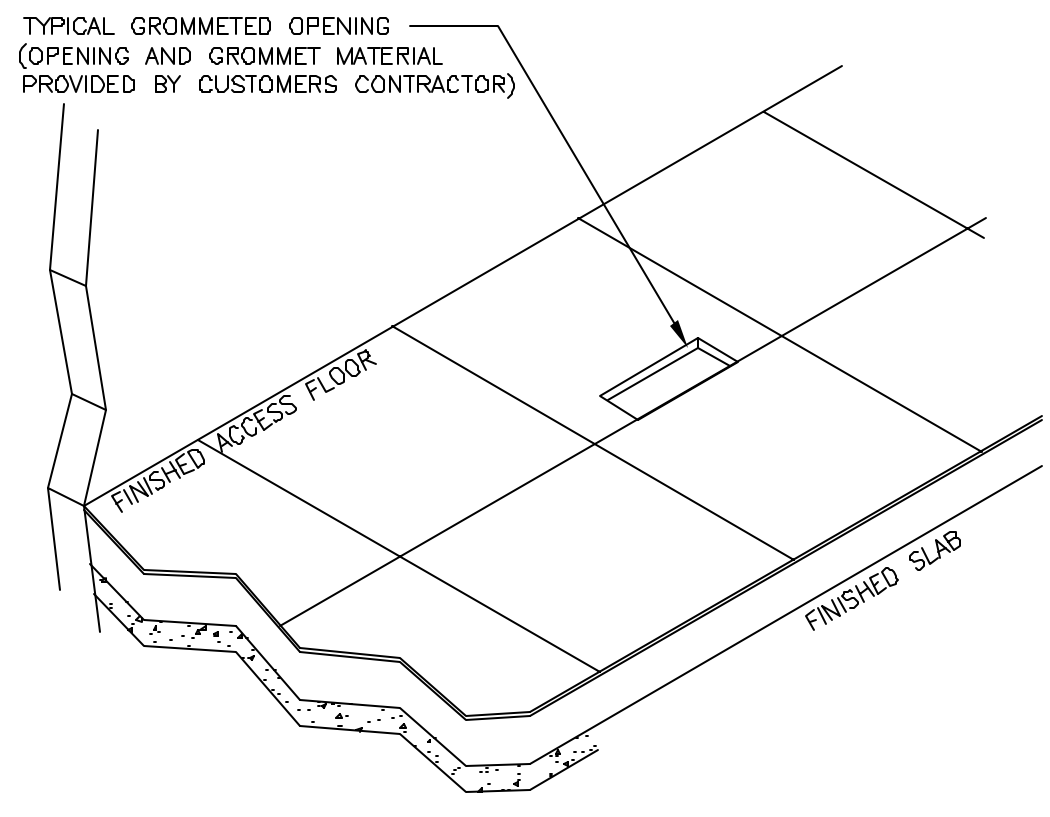 TYPICAL GROMMETED OPENING
(OPENING AND GROMMET MATERIAL
PROVIDED BY CUSTOMERS CONTRACTOR)
FINISHED ACCESS FLOOR
FINISHED SLAB